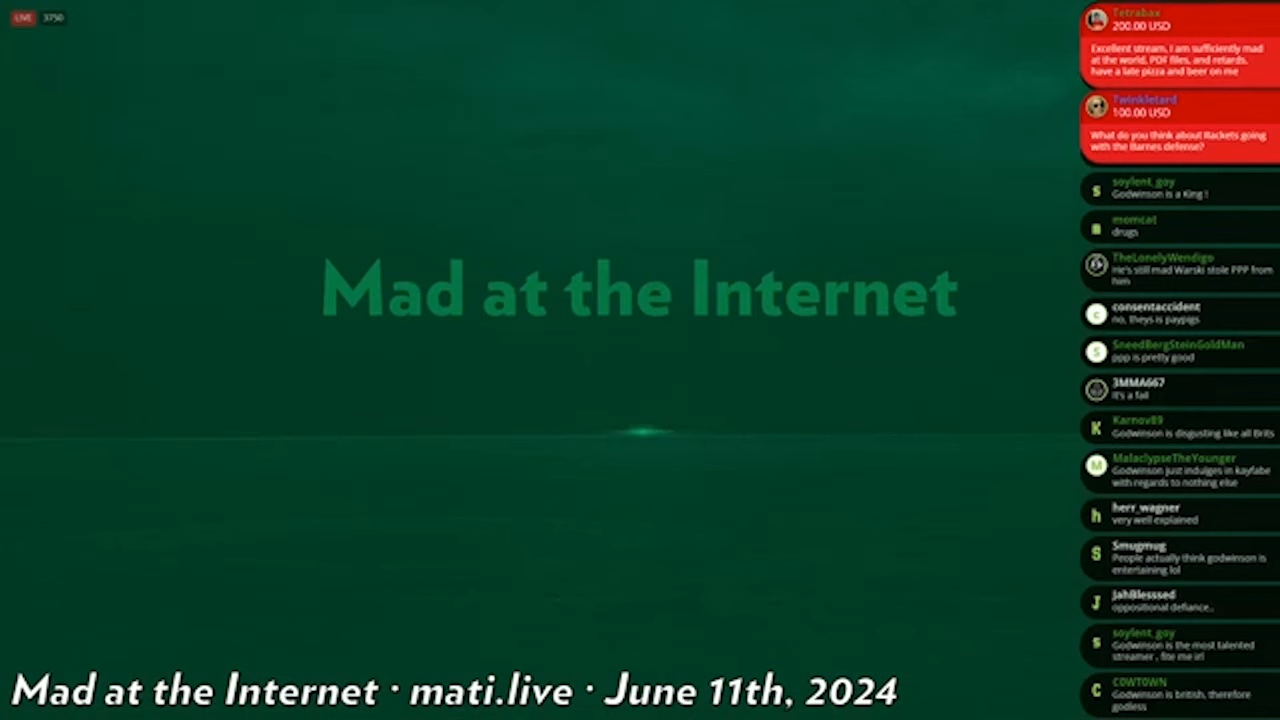 LIVE 3750
Mad at the Internet
Mad at the Internet · mati.live · June 11th, 2024
Tetrabax
200.00 USD
Excellent stream, I am sufficiently mad
at the world, PDF files, and retards.
have a late pizza and beer on me
Twinkletard
100.00 USD
What do you think about Rackets going
with the Barnes defense?
soylent_goy
Godwinson is a King !
momcat
drugs
TheLonelyWendigo
He's still mad Warski stole PPP from
him
consentaccident
no, theys is paypigs
SneedBergSteinGoldMan
ppp is pretty good
3MMA667
It's a fail
Karnov89
Godwinson is disgusting like all Brits
MalaclypseTheYounger
Godwinson just indulges in kayfabe
with regards to nothing else
herr_wagner
very well explained
Smugmug
People actually think godwinson is
entertaining lol
JahBlesssed
oppositional defiance..
soylent_goy
Godwinson is the most talented
streamer , fite me irl
C0WT0WN
Godwinson is british, therefore
godless